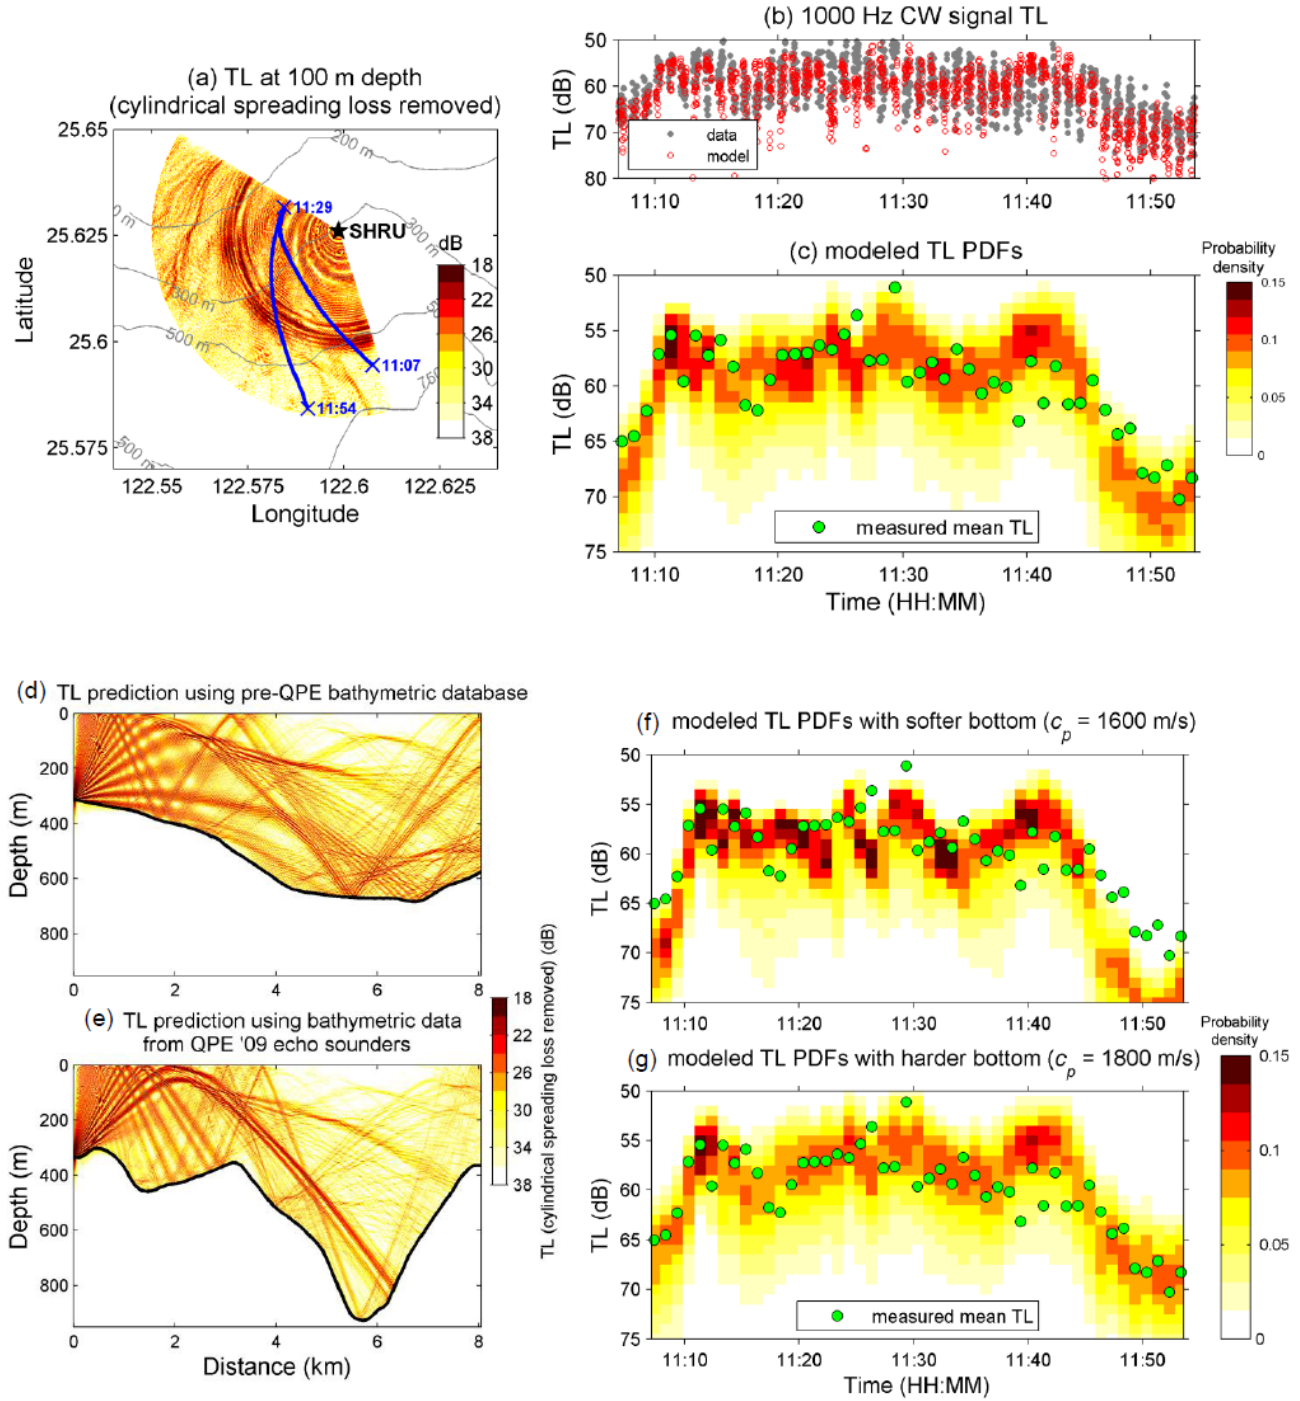 (a) TL at 100 m depth
(cylindrical spreading loss removed)
25.65
25.625
25.6
25.575
Latitude
122.55
122.575
122.6
122.625
Longitude
200 m
0 m
300 m
300 m
500 m
500 m
11:29
SHRU
11:07
11:54
dB
18
22
26
30
34
38
(b) 1000 Hz CW signal TL
50
60
70
80
TL (dB)
data
model
11:10
11:20
11:30
11:40
11:50
(c) modeled TL PDFs
50
55
60
65
70
75
TL (dB)
measured mean TL
11:10
11:20
11:30
11:40
11:50
Time (HH:MM)
Probability
density
0.15
0.1
0.05
0
(d) TL prediction using pre-QPE bathymetric database
0
200
400
600
800
Depth (m)
0
2
4
6
8
(e) TL prediction using bathymetric data
from QPE '09 echo sounders
0
200
400
600
800
Depth (m)
0
2
4
6
8
Distance (km)
18
22
26
30
34
38
TL (cylindrical spreading loss removed) (dB)
(f) modeled TL PDFs with softer bottom (cp = 1600 m/s)
50
55
60
65
70
75
TL (dB)
11:10
11:20
11:30
11:40
11:50
(g) modeled TL PDFs with harder bottom (cp = 1800 m/s)
50
55
60
65
70
75
TL (dB)
measured mean TL
11:10
11:20
11:30
11:40
11:50
Time (HH:MM)
Probability
density
0.15
0.1
0.05
0